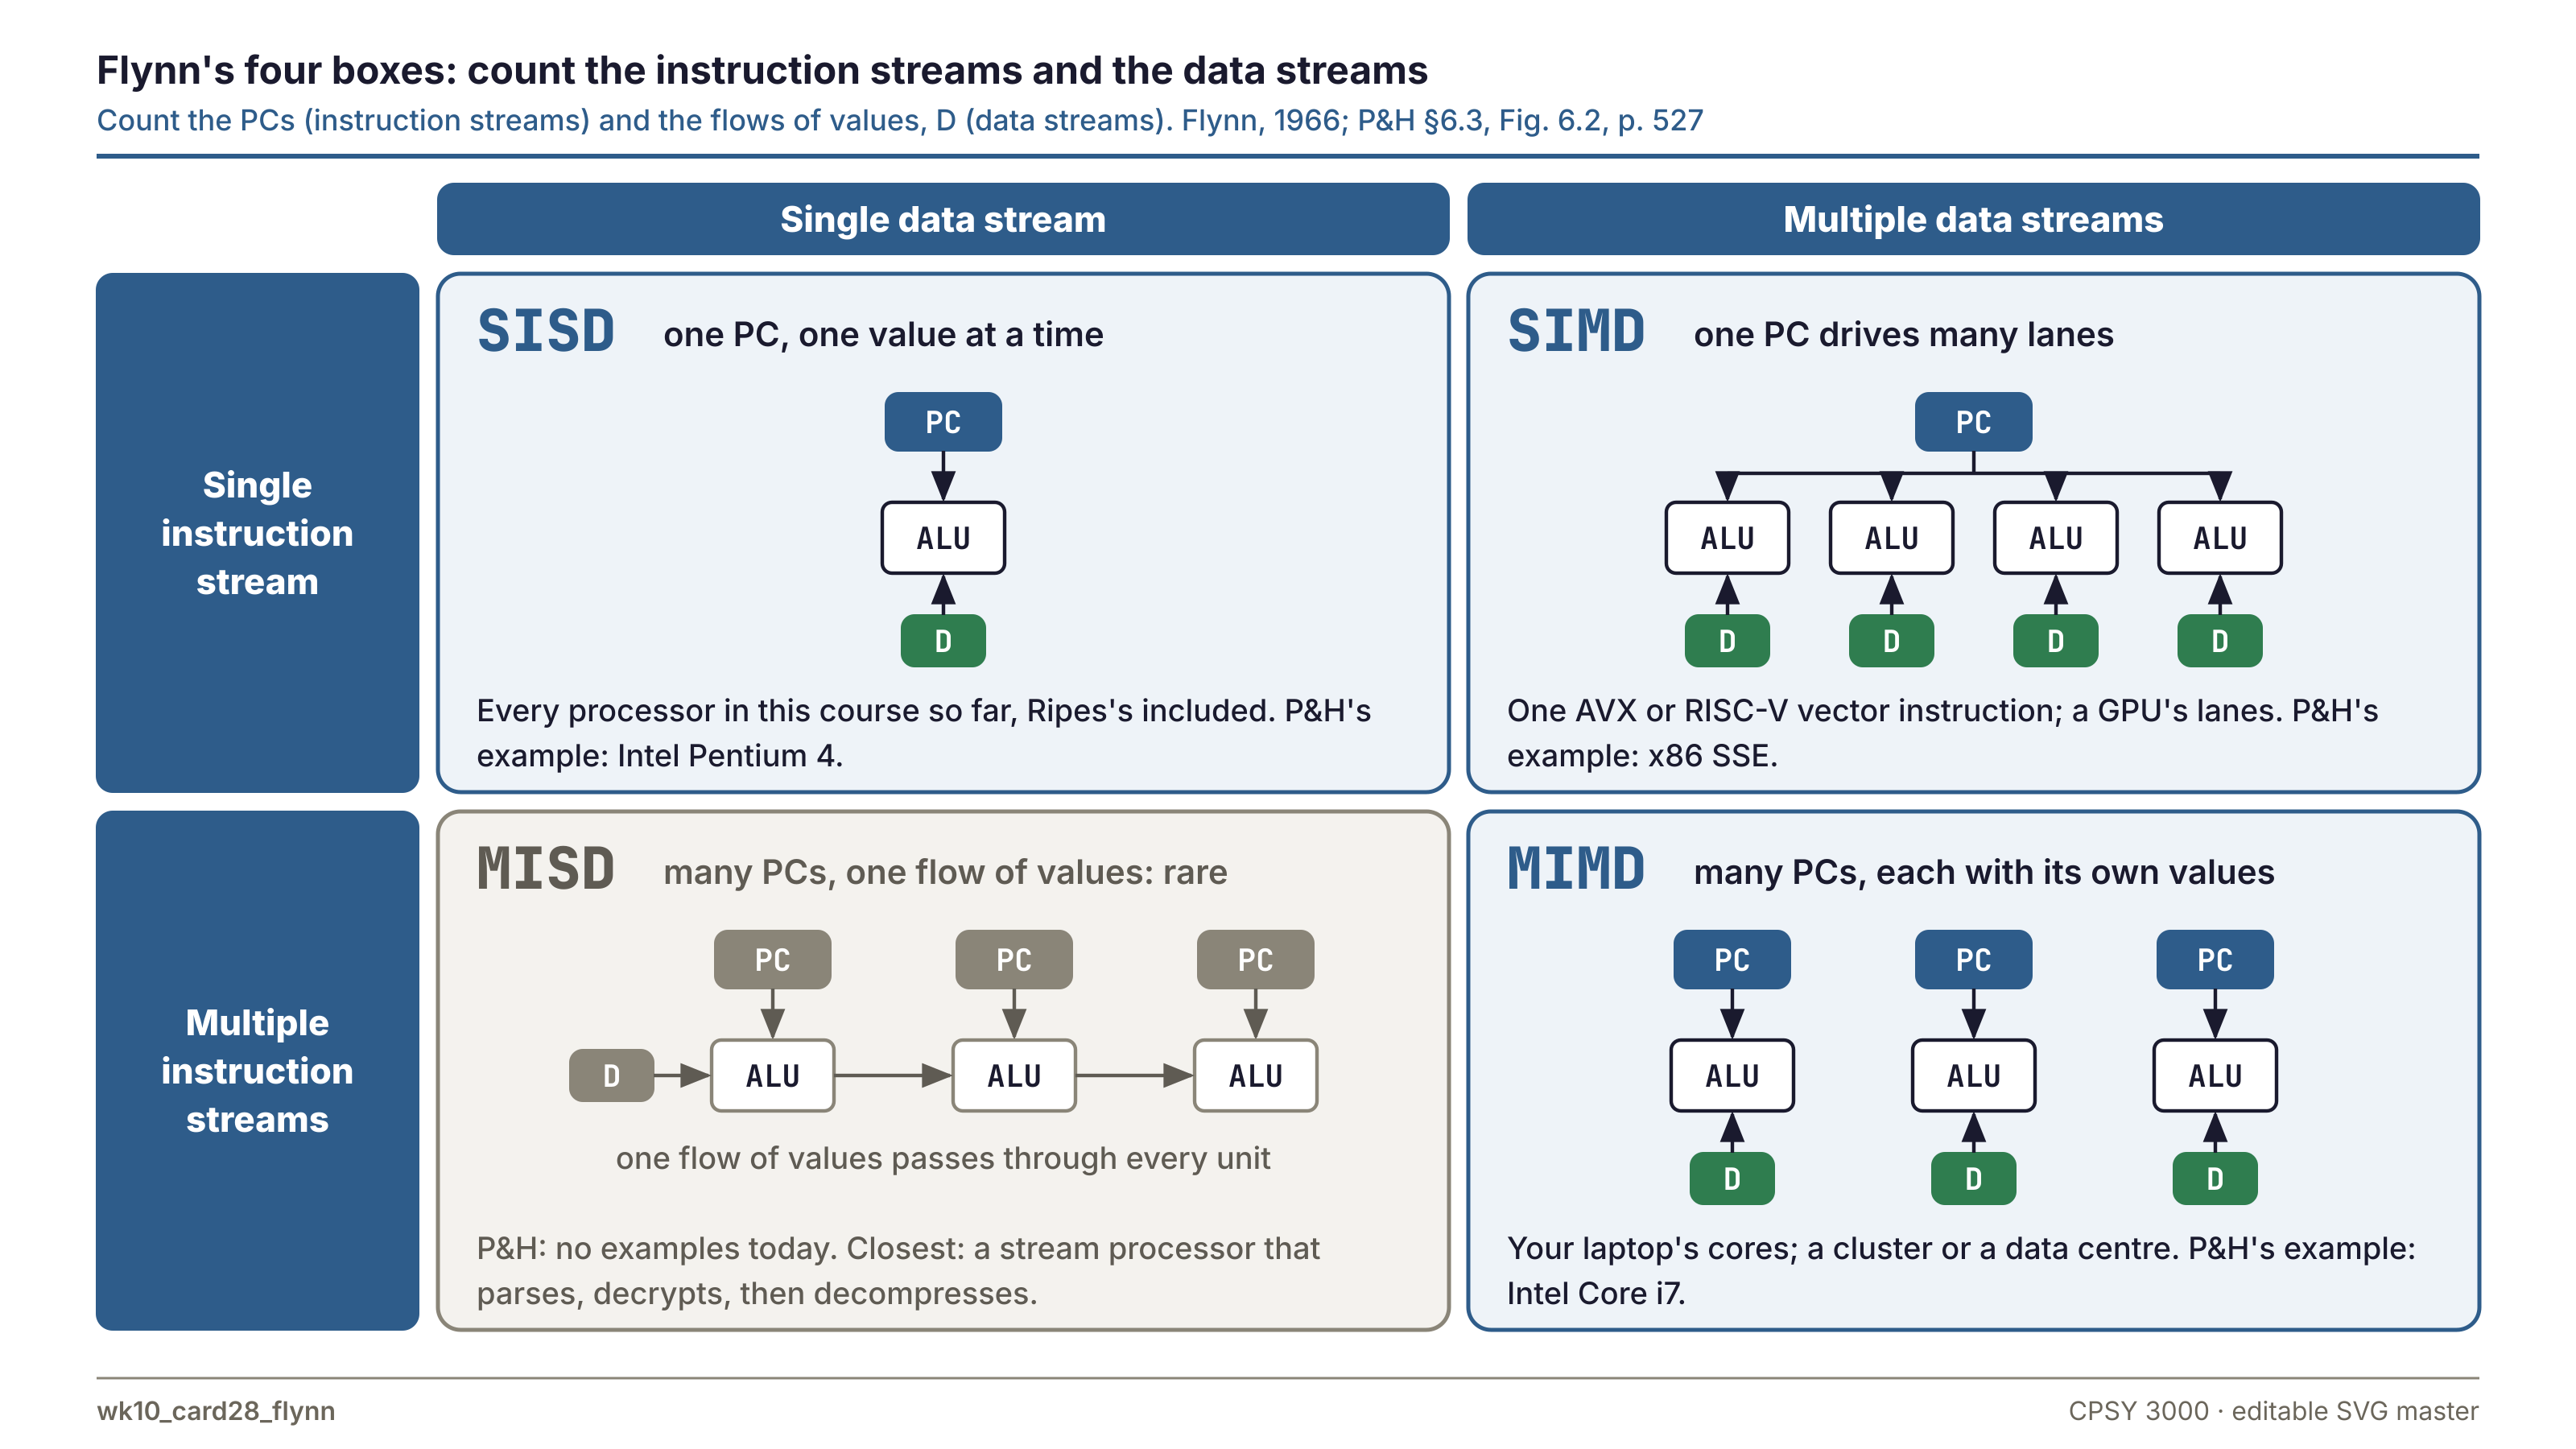 Flynn's four boxes: count the instruction streams and the data streams
Count the PCs (instruction streams) and the flows of values, D (data streams). Flynn, 1966; P&H §6.3, Fig. 6.2, p. 527
Single data stream
Multiple data streams
Single
instruction
stream
SISD one PC, one value at a time
PC
ALU
D
Every processor in this course so far, Ripes's included. P&H's
example: Intel Pentium 4.
SIMD one PC drives many lanes
PC
ALU ALU ALU ALU
D D D D
One AVX or RISC-V vector instruction; a GPU's lanes. P&H's
example: x86 SSE.
Multiple
instruction
streams
MISD many PCs, one flow of values: rare
PC PC PC
D ALU ALU ALU
one flow of values passes through every unit
P&H: no examples today. Closest: a stream processor that
parses, decrypts, then decompresses.
MIMD many PCs, each with its own values
PC PC PC
ALU ALU ALU
D D D
Your laptop's cores; a cluster or a data centre. P&H's example:
Intel Core i7.
wk10_card28_flynn
CPSY 3000 · editable SVG master